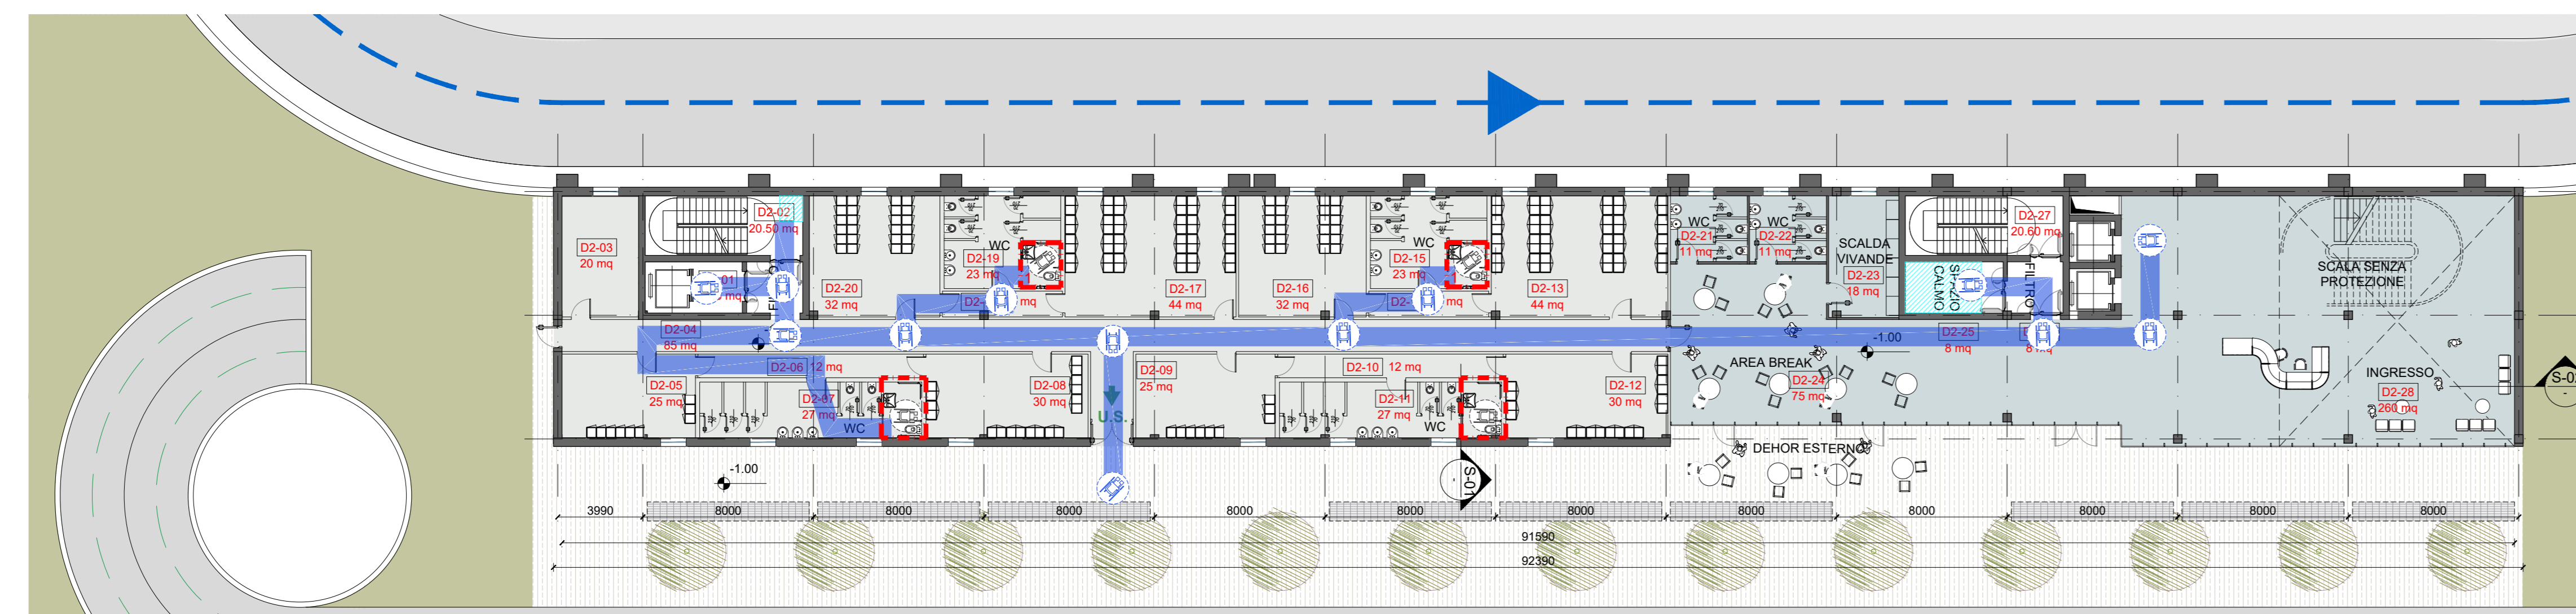 D2-02
20.50 mq
D2-03
20 mq
D2-20
32 mq
WC
D2-19
23 mq
mq
D2-17
44 mq
D2-16
32 mq
WC
D2-15
23 mq
mq
D2-13
44 mq
WC
D2-21
11 mq
WC
D2-22
11 mq
SCALDA
VIVANDE
D2-23
18 mq
D2-27
20.60 mq
SPAZIO
CALMO
FILTRO
SCALA SENZA
PROTEZIONE
D2-04
85 mq
D2-25
8 mq
-1.00
D2-05
25 mq
D2-06 12 mq
D2-07
27 mq
WC
D2-08
30 mq
U.S.
D2-09
25 mq
D2-10 12 mq
D2-11
27 mq
WC
D2-12
30 mq
AREA BREAK
D2-24
75 mq
INGRESSO
D2-28
260 mq
DEHOR ESTERNO
-1.00
S-01
3990
8000
8000
8000
8000
8000
8000
8000
8000
8000
8000
8000
91590
92390